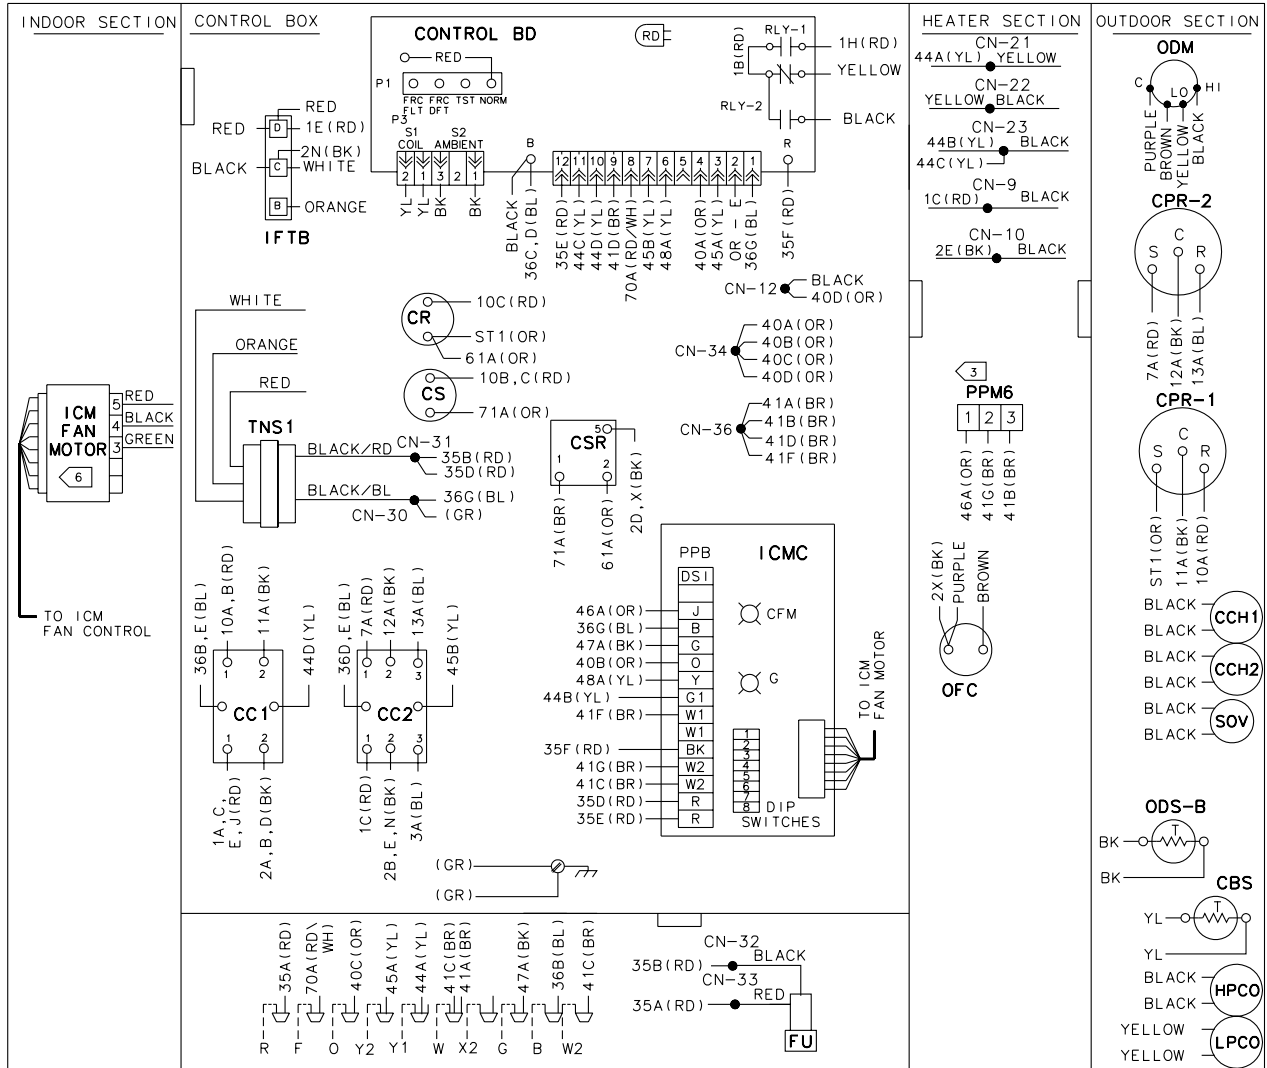 INDOOR SECTION
CONTROL BOX
HEATER SECTION
OUTDOOR SECTION
CONTROL BD
RED
P1
FRC FLT
FRC DFT
TST
NORM
P3
S1 COIL
S2 AMBIENT
2 1 3 2 1
YL
YL
BK
BK
RD
RLY-1
1B(RD)
RLY-2
1H(RD)
YELLOW
BLACK
B
R
12 11 10 9 8 7 6 5 4 3 2 1
BLACK
36C,D(BL)
35E(RD)
44C(YL)
44D(YL)
41D(BR)
70A(RD/WH)
45B(YL)
48A(YL)
40A(OR)
45A(YL)
OR - E
36G(BL)
35F(RD)
RED
RED
D
1E(RD)
2N(BK)
BLACK
C
WHITE
B
ORANGE
IFTB
WHITE
ORANGE
RED
TNS1
BLACK/RD
CN-31
35B(RD)
35D(RD)
BLACK/BL
36G(BL)
CN-30
(GR)
ICM FAN MOTOR
6
5
RED
4
BLACK
3
GREEN
TO ICM
FAN CONTROL
CR
10C(RD)
ST1(OR)
61A(OR)
CS
10B,C(RD)
71A(OR)
CSR
5
1
2
71A(BR)
61A(OR)
2D,X(BK)
CN-12
BLACK
40D(OR)
CN-34
40A(OR)
40B(OR)
40C(OR)
40D(OR)
CN-36
41A(BR)
41B(BR)
41D(BR)
41F(BR)
36B,E(BL)
10A,B(RD)
11A(BK)
44D(YL)
1 2
CC1
1 2
1A,C,
E,J(RD)
2A,B,D(BK)
36D,E(BL)
7A(RD)
12A(BK)
13A(BL)
45B(YL)
1 2 3
CC2
1 2 3
1C(RD)
2B,E,N(BK)
3A(BL)
PPB
ICMC
DSI
46A(OR)
J
36G(BL)
B
47A(BK)
G
40B(OR)
O
48A(YL)
Y
44B(YL)
G1
41F(BR)
W1
W1
35F(RD)
BK
41G(BR)
W2
41C(BR)
W2
35D(RD)
R
35E(RD)
R
CFM
G
1
2
3
4
5
6
7
8
DIP
SWITCHES
TO ICM
FAN MOTOR
(GR)
(GR)
35A(RD)
70A(RD\
WH)
40C(OR)
45A(YL)
44A(YL)
41C(BR)
41A(BR)
47A(BK)
36B(BL)
41C(BR)
R F O Y2 Y1 W X2 G B W2
CN-32
35B(RD)
BLACK
CN-33
35A(RD)
RED
FU
CN-21
44A(YL)
YELLOW
CN-22
YELLOW
BLACK
CN-23
44B(YL)
BLACK
44C(YL)
CN-9
1C(RD)
BLACK
CN-10
2E(BK)
BLACK
3
PPM6
1 2 3
46A(OR)
41G(BR)
41B(BR)
2X(BK)
PURPLE
BROWN
OFC
ODM
C
LO
HI
PURPLE
BROWN
YELLOW
BLACK
CPR-2
S C R
7A(RD)
12A(BK)
13A(BL)
CPR-1
S C R
ST1(OR)
11A(BK)
10A(RD)
BLACK
BLACK
CCH1
BLACK
BLACK
CCH2
BLACK
BLACK
SOV
ODS-B
T
BK
BK
CBS
T
YL
YL
BLACK
BLACK
HPCO
YELLOW
YELLOW
LPCO